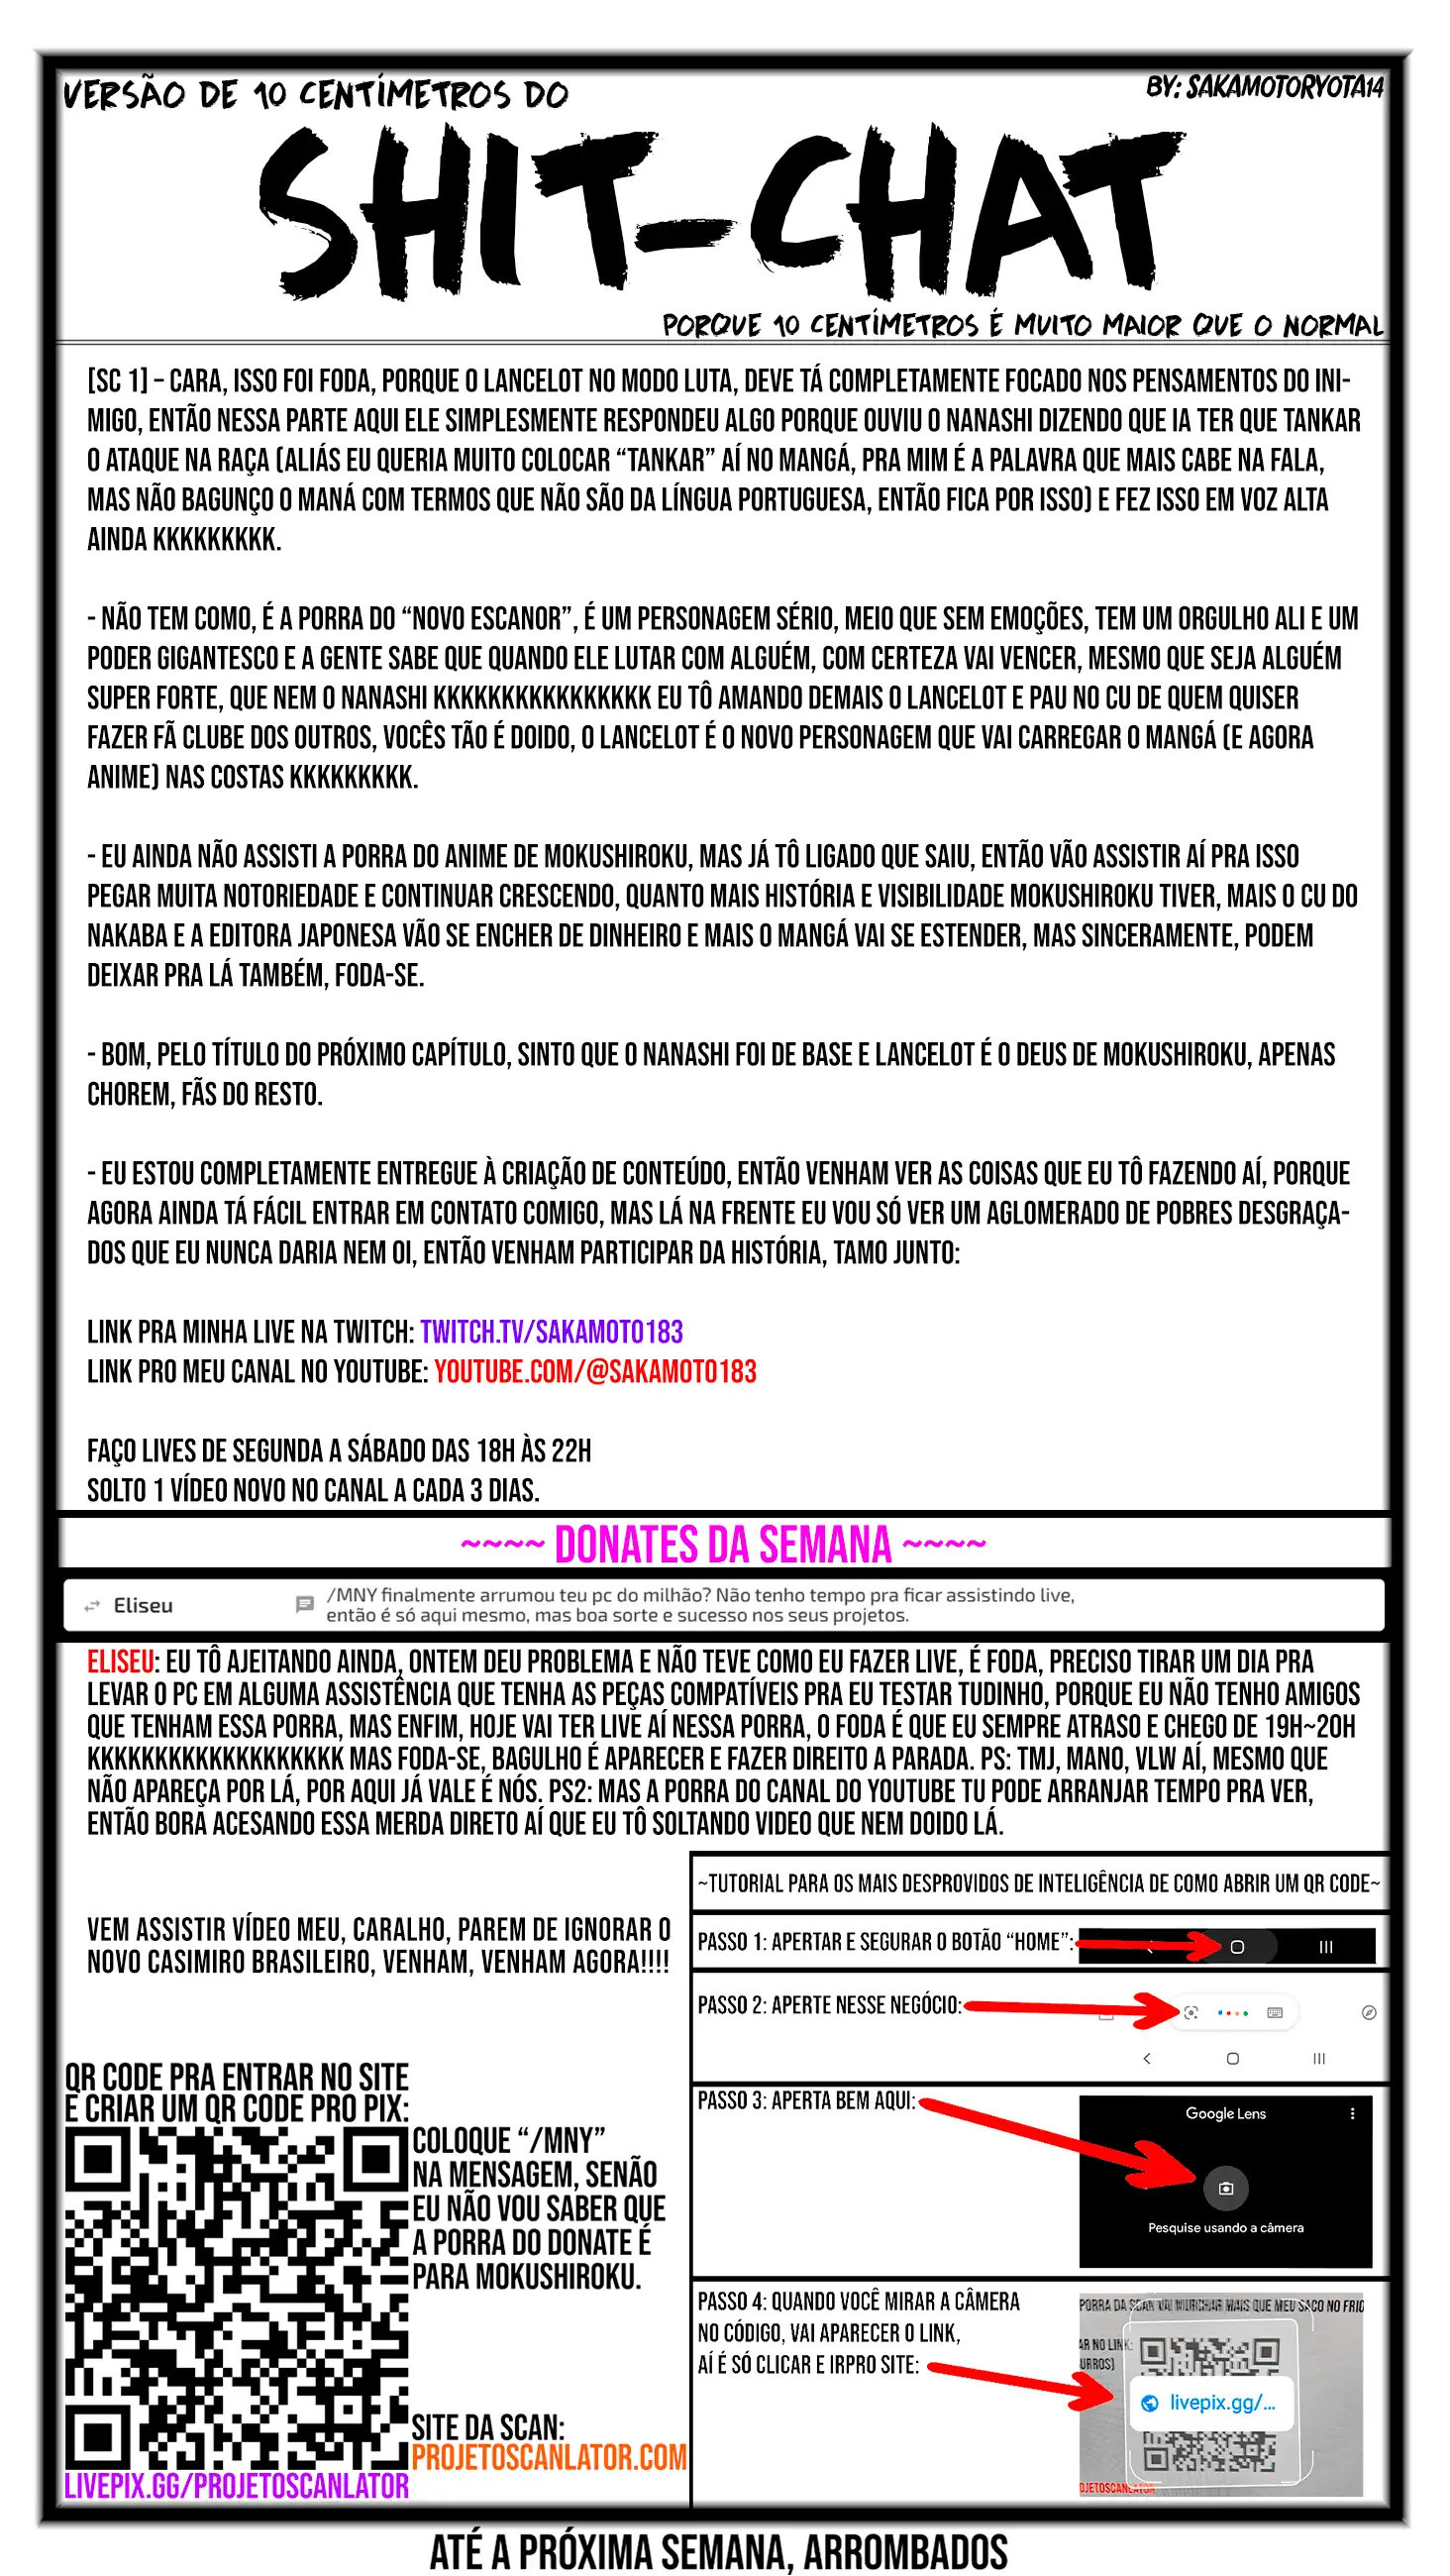 VERSÃO DE 10 CENTÍMETROS DO
BY: SAKAMOTORYOTA14
SHIT-CHAT
PORQUE 10 CENTÍMETROS É MUITO MAIOR QUE O NORMAL
[SC 1] – CARA, ISSO FOI FODA, PORQUE O LANCELOT NO MODO LUTA, DEVE TÁ COMPLETAMENTE FOCADO NOS PENSAMENTOS DO INI-
MIGO, ENTÃO NESSA PARTE AQUI ELE SIMPLESMENTE RESPONDEU ALGO PORQUE OUVIU O NANASHI DIZENDO QUE IA TER QUE TANKAR
O ATAQUE NA RAÇA (ALIÁS EU QUERIA MUITO COLOCAR “TANKAR” AÍ NO MANGÁ, PRA MIM É A PALAVRA QUE MAIS CABE NA FALA,
MAS NÃO BAGUNÇO O MANÁ COM TERMOS QUE NÃO SÃO DA LÍNGUA PORTUGUESA, ENTÃO FICA POR ISSO) E FEZ ISSO EM VOZ ALTA
AINDA KKKKKKKKK.
- NÃO TEM COMO, É A PORRA DO “NOVO ESCANOR”, É UM PERSONAGEM SÉRIO, MEIO QUE SEM EMOÇÕES, TEM UM ORGULHO ALI E UM
PODER GIGANTESCO E A GENTE SABE QUE QUANDO ELE LUTAR COM ALGUÉM, COM CERTEZA VAI VENCER, MESMO QUE SEJA ALGUÉM
SUPER FORTE, QUE NEM O NANASHI KKKKKKKKKKKKKKKK EU TÔ AMANDO DEMAIS O LANCELOT E PAU NO CU DE QUEM QUISER
FAZER FÃ CLUBE DOS OUTROS, VOCÊS TÃO É DOIDO, O LANCELOT É O NOVO PERSONAGEM QUE VAI CARREGAR O MANGÁ (E AGORA
ANIME) NAS COSTAS KKKKKKKKK.
- EU AINDA NÃO ASSISTI A PORRA DO ANIME DE MOKUSHIROKU, MAS JÁ TÔ LIGADO QUE SAIU, ENTÃO VÃO ASSISTIR AÍ PRA ISSO
PEGAR MUITA NOTORIEDADE E CONTINUAR CRESCENDO, QUANTO MAIS HISTÓRIA E VISIBILIDADE MOKUSHIROKU TIVER, MAIS O CU DO
NAKABA E A EDITORA JAPONESA VÃO SE ENCHER DE DINHEIRO E MAIS O MANGÁ VAI SE ESTENDER, MAS SINCERAMENTE, PODEM
DEIXAR PRA LÁ TAMBÉM, FODA-SE.
- BOM, PELO TÍTULO DO PRÓXIMO CAPÍTULO, SINTO QUE O NANASHI FOI DE BASE E LANCELOT É O DEUS DE MOKUSHIROKU, APENAS
CHOREM, FÃS DO RESTO.
- EU ESTOU COMPLETAMENTE ENTREGUE À CRIAÇÃO DE CONTEÚDO, ENTÃO VENHAM VER AS COISAS QUE EU TÔ FAZENDO AÍ, PORQUE
AGORA AINDA TÁ FÁCIL ENTRAR EM CONTATO COMIGO, MAS LÁ NA FRENTE EU VOU SÓ VER UM AGLOMERADO DE POBRES DESGRAÇA-
DOS QUE EU NUNCA DARIA NEM OI, ENTÃO VENHAM PARTICIPAR DA HISTÓRIA, TAMO JUNTO:
LINK PRA MINHA LIVE NA TWITCH: TWITCH.TV/SAKAMOTO183
LINK PRO MEU CANAL NO YOUTUBE: YOUTUBE.COM/@SAKAMOTO183
FAÇO LIVES DE SEGUNDA A SÁBADO DAS 18H ÀS 22H
SOLTO 1 VÍDEO NOVO NO CANAL A CADA 3 DIAS.
~~~~ DONATES DA SEMANA ~~~~
Eliseu
/MNY finalmente arrumou teu pc do milhão? Não tenho tempo pra ficar assistindo live,
então é só aqui mesmo, mas boa sorte e sucesso nos seus projetos.
ELISEU: EU TÔ AJEITANDO AINDA, ONTEM DEU PROBLEMA E NÃO TEVE COMO EU FAZER LIVE, É FODA, PRECISO TIRAR UM DIA PRA
LEVAR O PC EM ALGUMA ASSISTÊNCIA QUE TENHA AS PEÇAS COMPATÍVEIS PRA EU TESTAR TUDINHO, PORQUE EU NÃO TENHO AMIGOS
QUE TENHAM ESSA PORRA, MAS ENFIM, HOJE VAI TER LIVE AÍ NESSA PORRA, O FODA É QUE EU SEMPRE ATRASO E CHEGO DE 19H~20H
KKKKKKKKKKKKKKKKKKK MAS FODA-SE, BAGULHO É APARECER E FAZER DIREITO A PARADA. PS: TMJ, MANO, VLW AÍ, MESMO QUE
NÃO APAREÇA POR LÁ, POR AQUI JÁ VALE É NÓS. PS2: MAS A PORRA DO CANAL DO YOUTUBE TU PODE ARRANJAR TEMPO PRA VER,
ENTÃO BORA ACESANDO ESSA MERDA DIRETO AÍ QUE EU TÔ SOLTANDO VIDEO QUE NEM DOIDO LÁ.
VEM ASSISTIR VÍDEO MEU, CARALHO, PAREM DE IGNORAR O
NOVO CASIMIRO BRASILEIRO, VENHAM, VENHAM AGORA!!!!
QR CODE PRA ENTRAR NO SITE
E CRIAR UM QR CODE PRO PIX:
COLOQUE “/MNY”
NA MENSAGEM, SENÃO
EU NÃO VOU SABER QUE
A PORRA DO DONATE É
PARA MOKUSHIROKU.
SITE DA SCAN:
PROJETOSCANLATOR.COM
LIVEPIX.GG/PROJETOSCANLATOR
~TUTORIAL PARA OS MAIS DESPROVIDOS DE INTELIGÊNCIA DE COMO ABRIR UM QR CODE~
PASSO 1: APERTAR E SEGURAR O BOTÃO “HOME”:
PASSO 2: APERTE NESSE NEGÓCIO:
PASSO 3: APERTA BEM AQUI:
Google Lens
Pesquise usando a câmera
PASSO 4: QUANDO VOCÊ MIRAR A CÂMERA
NO CÓDIGO, VAI APARECER O LINK,
AÍ É SÓ CLICAR E IRPRO SITE:
PORRA DA SCAN VAI MURCHAR MAIS QUE MEU SACO NO FRIO
AR NO LINK:
URROS)
livepix.gg/...
OJETOSCANLATOR
ATÉ A PRÓXIMA SEMANA, ARROMBADOS